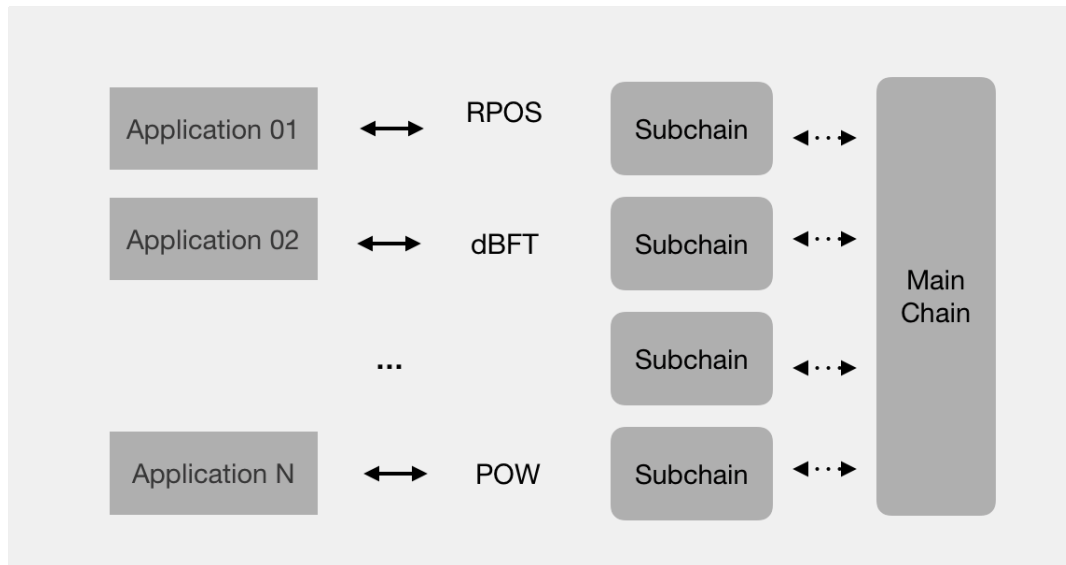 Application 01
RPOS
Subchain
Application 02
dBFT
Subchain
Main
Chain
...
Subchain
Application N
POW
Subchain